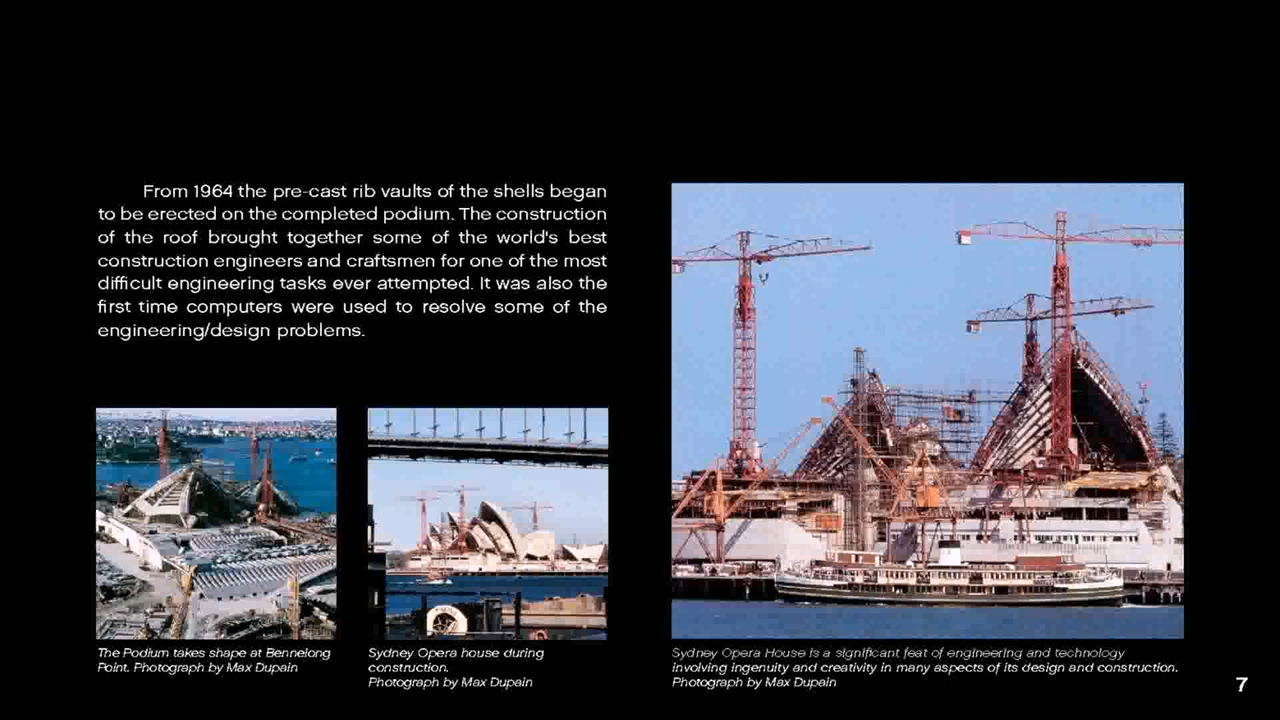 From 1964 the pre-cast rib vaults of the shells began
to be erected on the completed podium. The construction
of the roof brought together some of the world's best
construction engineers and craftsmen for one of the most
difficult engineering tasks ever attempted. It was also the
first time computers were used to resolve some of the
engineering/design problems.
The Podium takes shape at Bennelong
Point. Photograph by Max Dupain
Sydney Opera house during
construction.
Photograph by Max Dupain
Sydney Opera House is a significant feat of engineering and technology
involving ingenuity and creativity in many aspects of its design and construction.
Photograph by Max Dupain
7